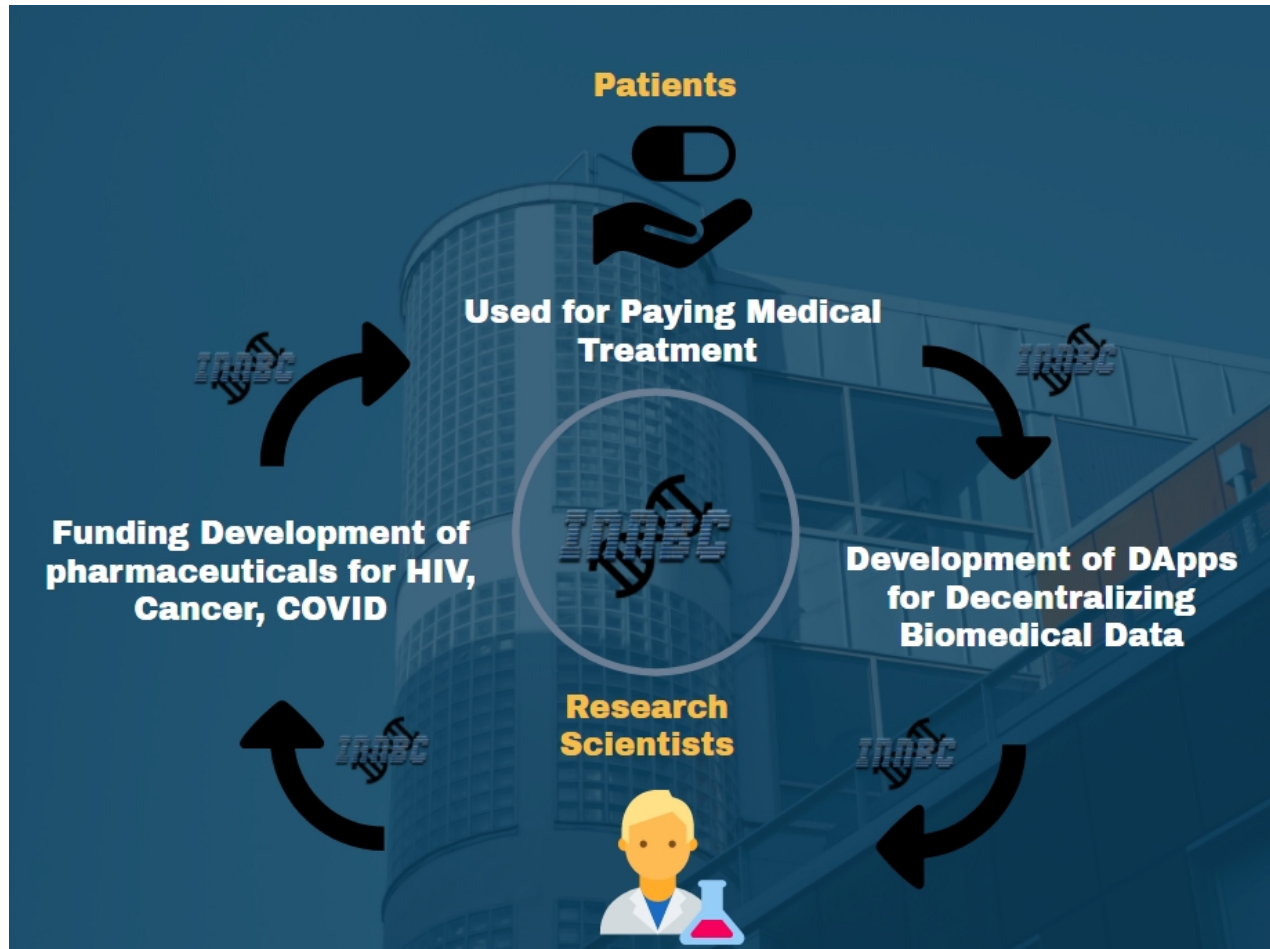 Patients
Used for Paying Medical
Treatment
INNBC
INNBC
Funding Development of
pharmaceuticals for HIV,
Cancer, COVID
INNBC
Development of DApps
for Decentralizing
Biomedical Data
Research
Scientists
INNBC
INNBC